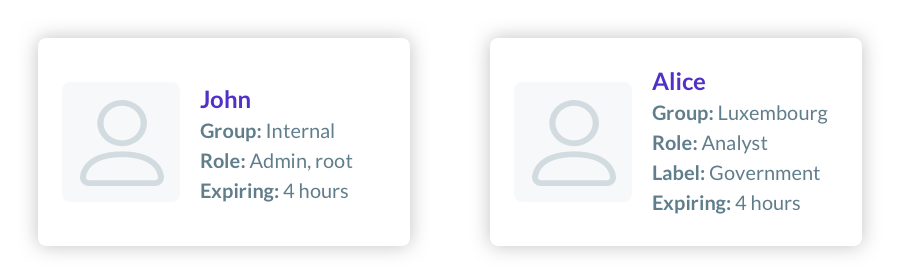 John
Group: Internal
Role: Admin, root
Expiring: 4 hours
Alice
Group: Luxembourg
Role: Analyst
Label: Government
Expiring: 4 hours